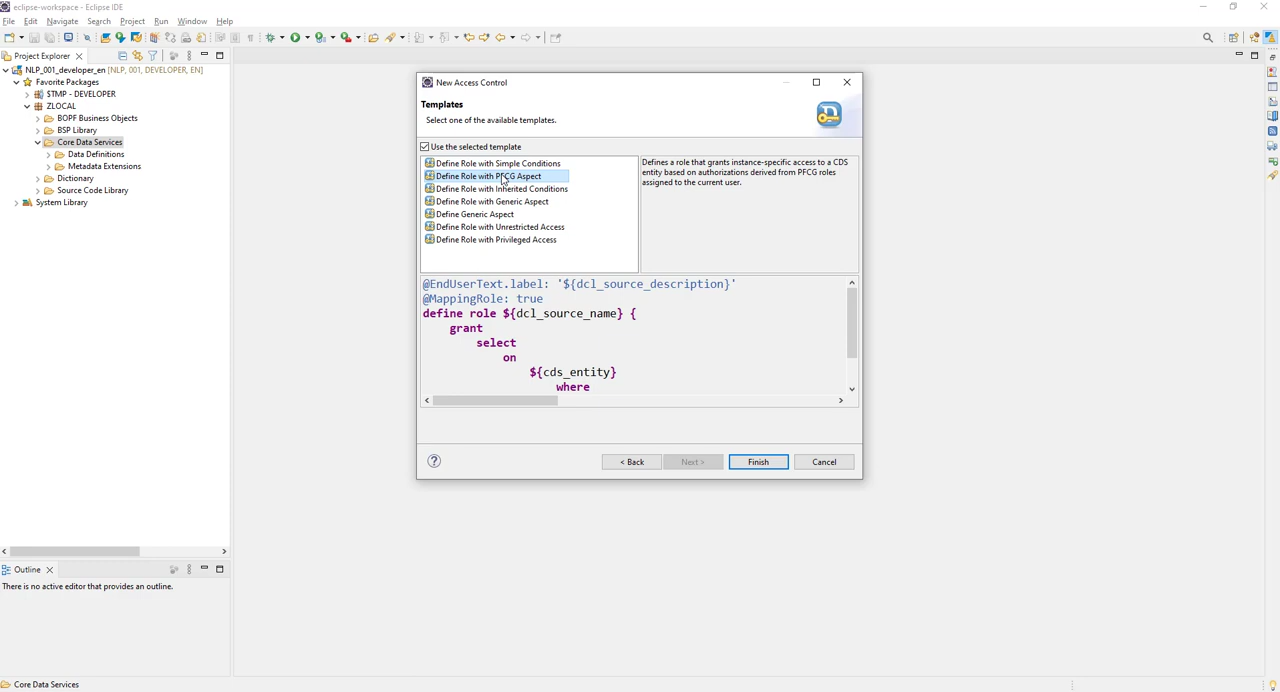 eclipse-workspace - Eclipse IDE
File Edit Navigate Search Project Run Window Help
Project Explorer
NLP_001_developer_en [NLP, 001, DEVELOPER, EN]
Favorite Packages
$TMP - DEVELOPER
ZLOCAL
BOPF Business Objects
BSP Library
Core Data Services
Data Definitions
Metadata Extensions
Dictionary
Source Code Library
System Library
New Access Control
Templates
Select one of the available templates.
Use the selected template
Define Role with Simple Conditions
Define Role with PFCG Aspect
Define Role with Inherited Conditions
Define Role with Generic Aspect
Define Generic Aspect
Define Role with Unrestricted Access
Define Role with Privileged Access
Defines a role that grants instance-specific access to a CDS
entity based on authorizations derived from PFCG roles
assigned to the current user.
@EndUserText.label: '${dcl_source_description}'
@MappingRole: true
define role ${dcl_source_name} {
grant
select
on
${cds_entity}
where
< Back Next > Finish Cancel
Outline
There is no active editor that provides an outline.
Core Data Services